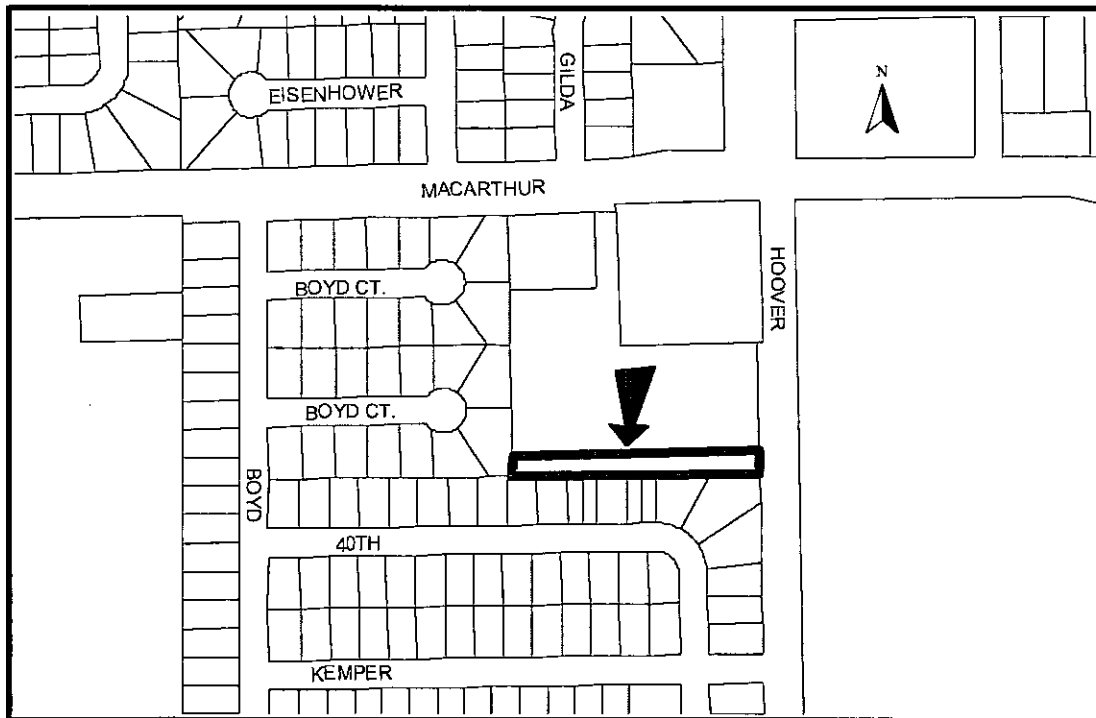 GILDA
N
EISENHOWER
MACARTHUR
HOOVER
BOYD CT.
BOYD CT.
BOYD
40TH
KEMPER